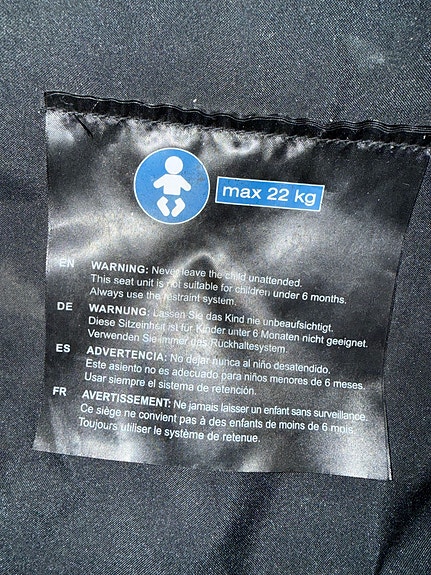 max 22 kg
EN WARNING: Never leave the child unattended.
This seat unit is not suitable for children under 6 months.
Always use the restraint system.
DE WARNUNG: Lassen Sie das Kind nie unbeaufsichtigt.
Diese Sitzeinheit ist für Kinder unter 6 Monaten nicht geeignet.
Verwenden Sie immer das Rückhaltesystem.
ES ADVERTENCIA: No dejar nunca al niño desatendido.
Este asiento no es adecuado para niños menores de 6 meses.
Usar siempre el sistema de retención.
FR AVERTISSEMENT: Ne jamais laisser un enfant sans surveillance.
Ce siège ne convient pas à des enfants de moins de 6 mois.
Toujours utiliser le système de retenue.